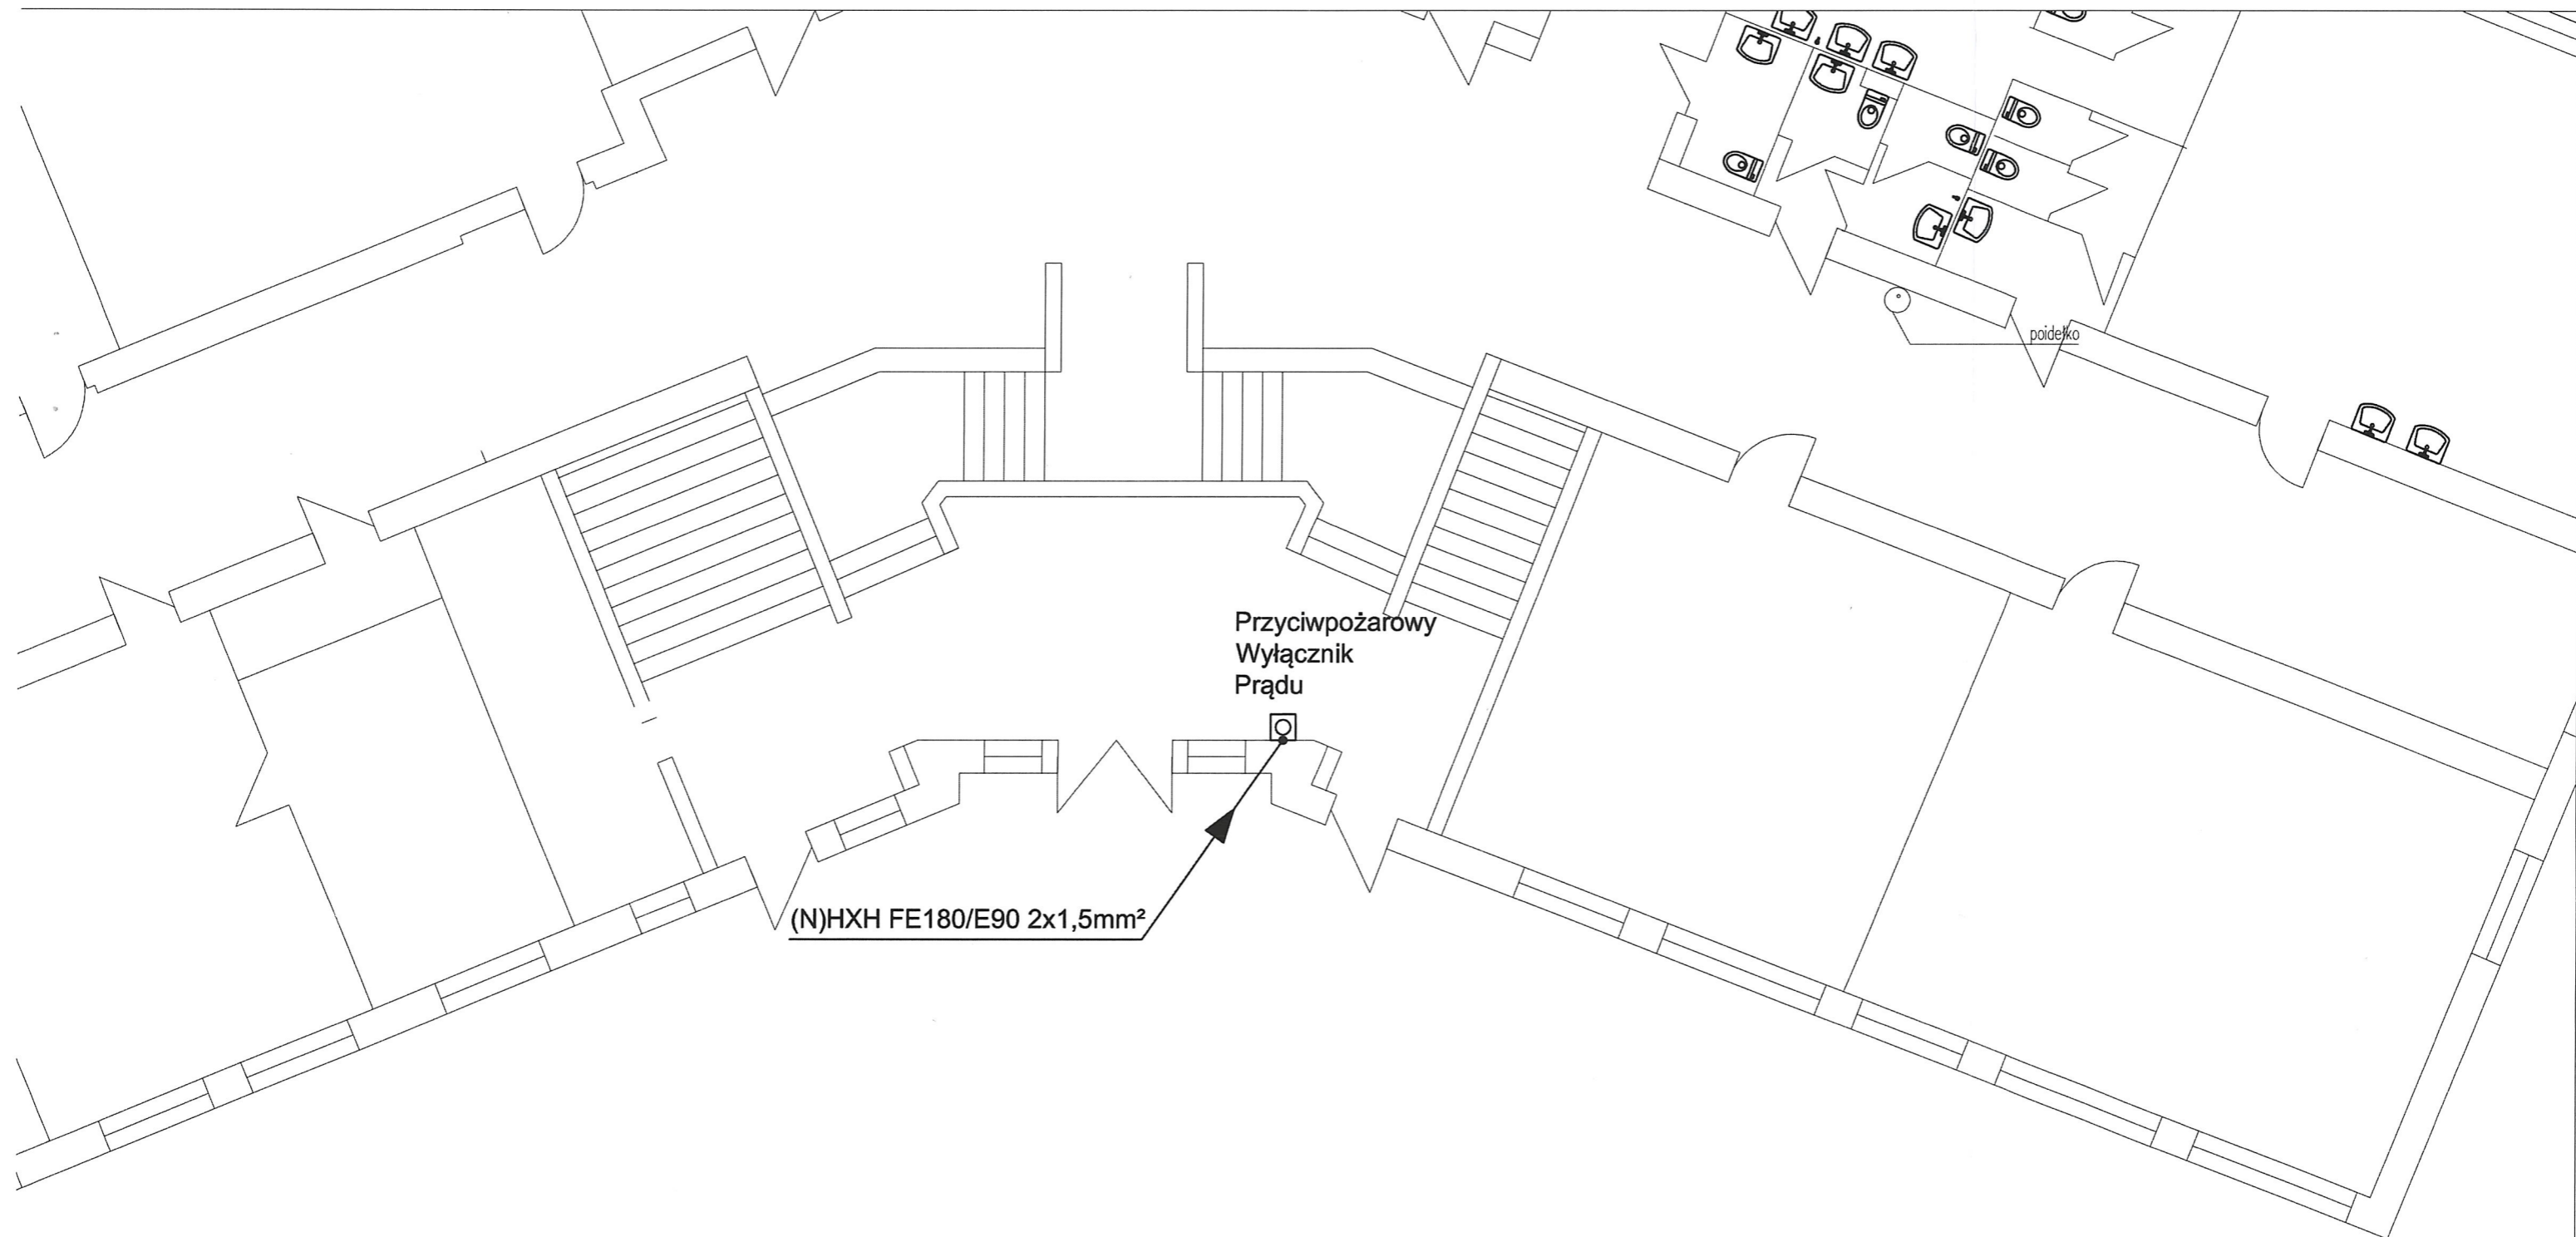 poidełko
Przyciwpożarowy
Wyłącznik
Prądu
(N)HXH FE180/E90 2x1,5mm²